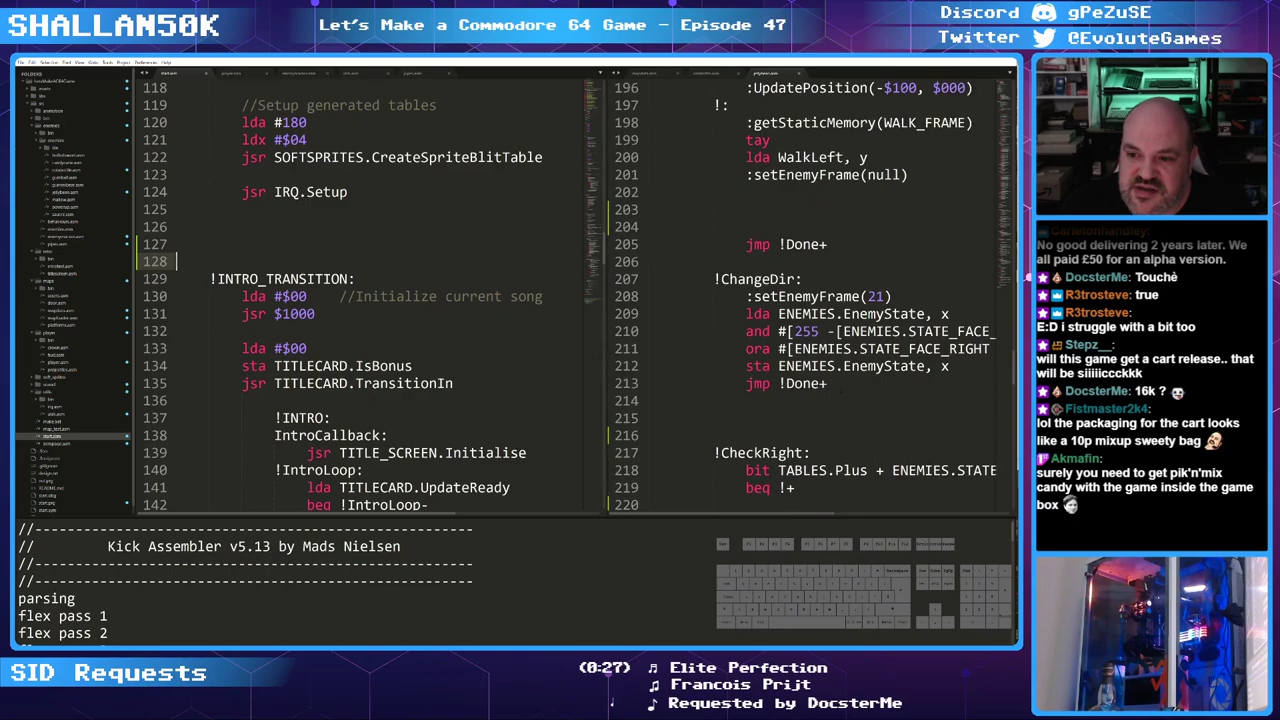 SHALLAN50K
Let's Make a Commodore 64 Game - Episode 47
Discord gPeZuSE
Twitter @EvoluteGames
FOLDERS
118
119 //Setup generated tables
120 lda #180
121 ldx #$04
122 jsr SOFTSPRITES.CreateSpriteBlitTable
123
124 jsr IRQ.Setup
125
126
127
128
129 !INTRO_TRANSITION:
130 lda #$00 //Initialize current song
131 jsr $1000
132
133 lda #$00
134 sta TITLECARD.IsBonus
135 jsr TITLECARD.TransitionIn
136
137 !INTRO:
138 IntroCallback:
139 jsr TITLE_SCREEN.Initialise
140 !IntroLoop:
141 lda TITLECARD.UpdateReady
142 beq !IntroLoop-
196 :UpdatePosition(-$100, $000)
197 !:
198 :getStaticMemory(WALK_FRAME)
199 tay
200 lda WalkLeft, y
201 :setEnemyFrame(null)
202
203
204
205 jmp !Done+
206
207 !ChangeDir:
208 :setEnemyFrame(21)
209 lda ENEMIES.EnemyState, x
210 and #[255 -[ENEMIES.STATE_FACE_
211 ora #[ENEMIES.STATE_FACE_RIGHT
212 sta ENEMIES.EnemyState, x
213 jmp !Done+
214
215
216
217 !CheckRight:
218 bit TABLES.Plus + ENEMIES.STATE
219 beq !+
220
//------------------------------------------------------
// Kick Assembler v5.13 by Mads Nielsen
//------------------------------------------------------
//------------------------------------------------------
parsing
flex pass 1
flex pass 2
Carletonhandley:
No good delivering 2 years later. We
all paid £50 for an alpha version.
DocsterMe: Touchè
R3trosteve: true
R3trosteve:
E:D i struggle with a bit too
Stepz__:
will this game get a cart release.. that
will be siiiiccckkk
DocsterMe: 16k ?
Fistmaster2k4:
lol the packaging for the cart looks
like a 10p mixup sweety bag
Akmafin:
surely you need to get pik'n'mix
candy with the game inside the game
box
SID Requests
(0:27) ♫ Elite Perfection
♫ Francois Prijt
♪ Requested by DocsterMe